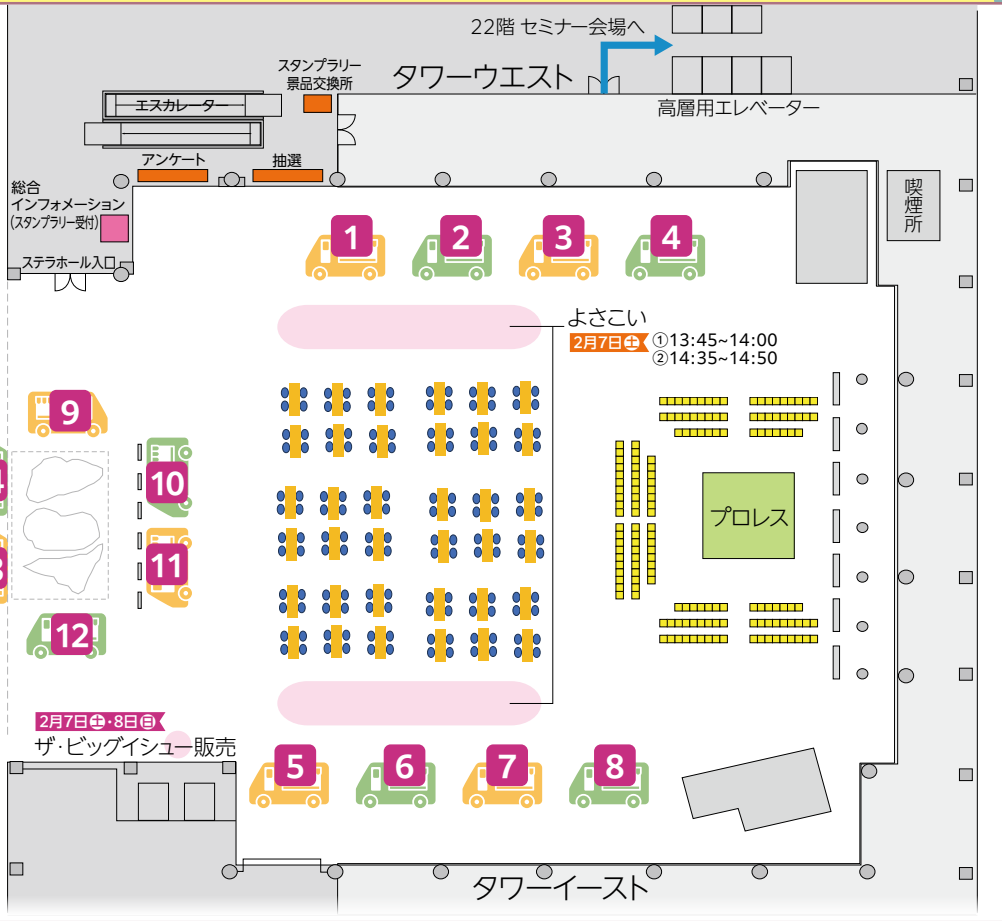 22階 セミナー会場へ
スタンプラリー
景品交換所
タワーウエスト
エスカレーター
高層用エレベーター
アンケート
抽選
総合
インフォメーション
(スタンプラリー受付)
喫煙所
ステラホール入口
1
2
3
4
よさこい
2月7日土 ①13:45~14:00
②14:35~14:50
9
10
プロレス
11
12
2月7日土・8日日
ザ・ビッグイシュー販売
5
6
7
8
タワーイースト